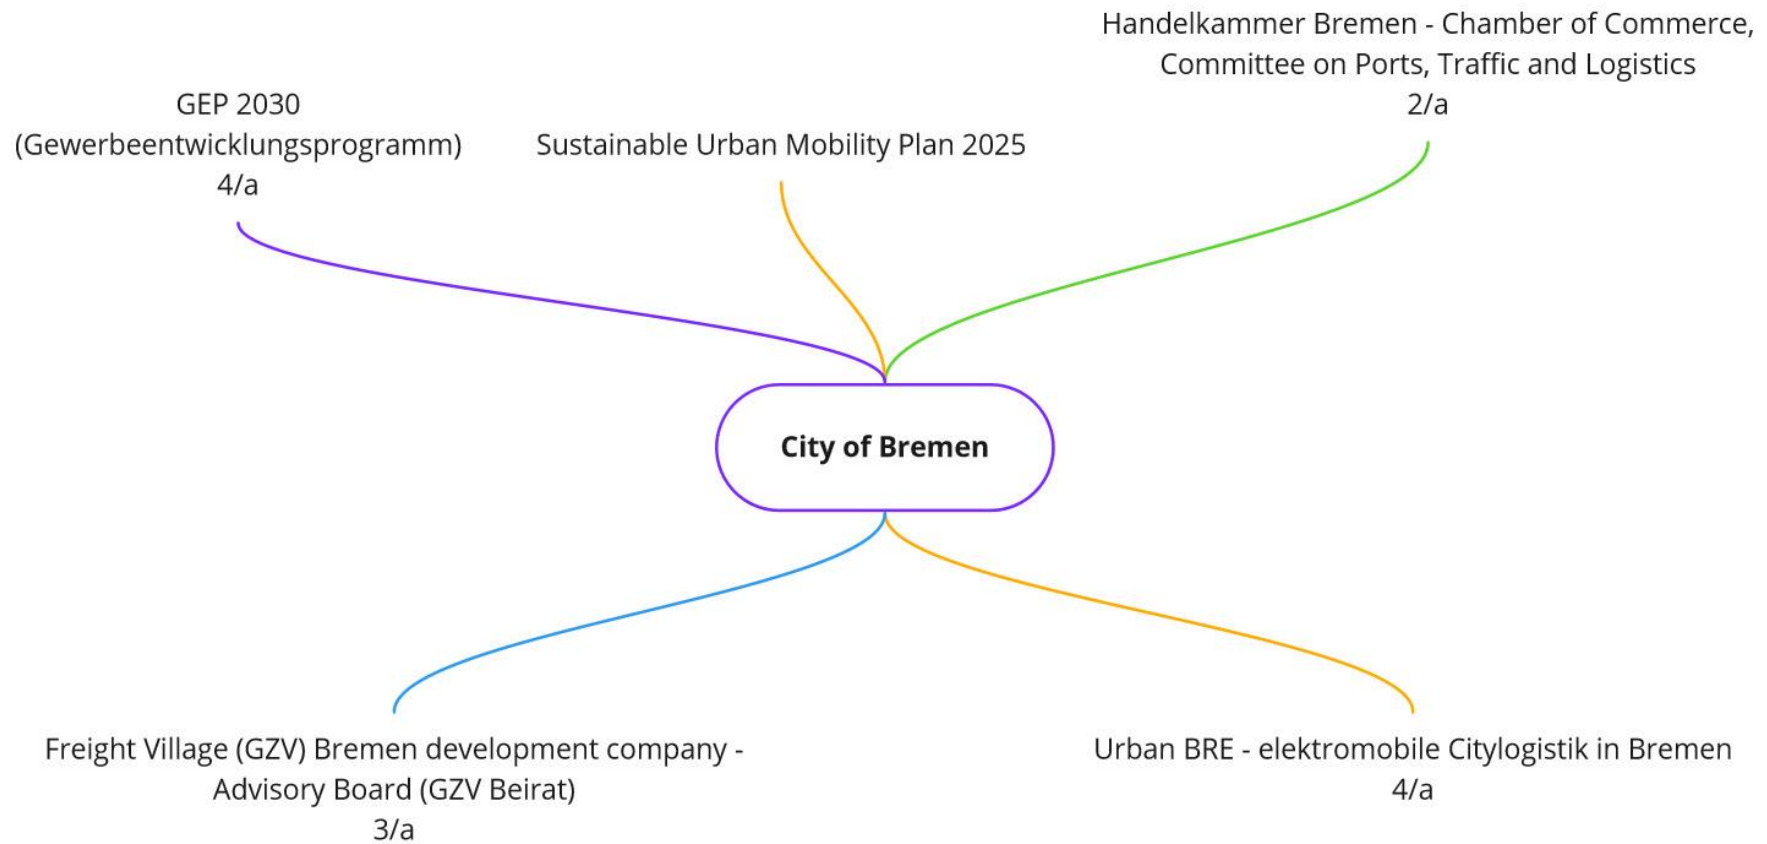 Handelkammer Bremen - Chamber of Commerce,
Committee on Ports, Traffic and Logistics
2/a
GEP 2030
(Gewerbeentwicklungsprogramm)
4/a
Sustainable Urban Mobility Plan 2025
City of Bremen
Freight Village (GZV) Bremen development company -
Advisory Board (GZV Beirat)
3/a
Urban BRE - elektromobile Citylogistik in Bremen
4/a